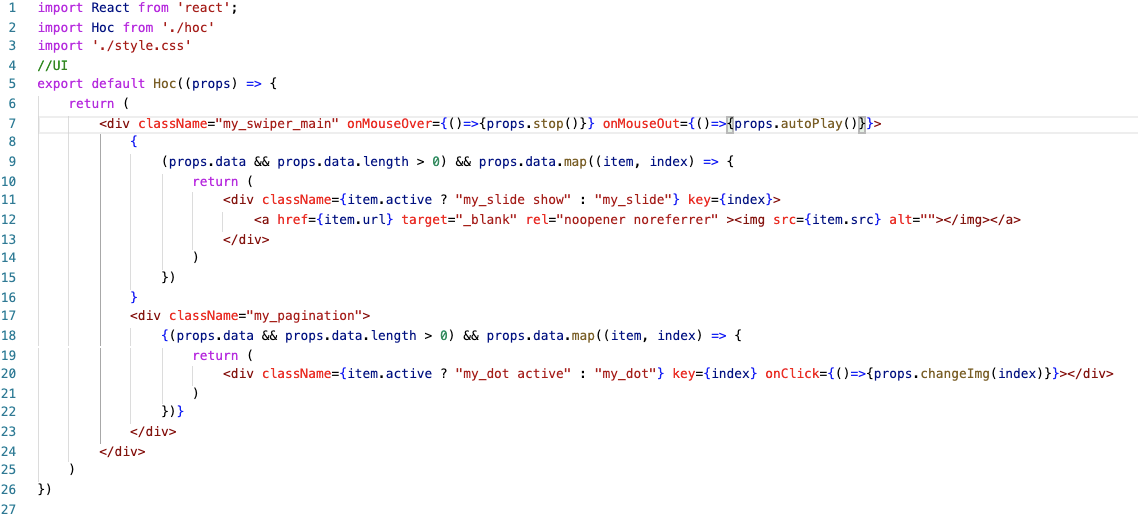 1 import React from 'react';
2 import Hoc from './hoc'
3 import './style.css'
4 //UI
5 export default Hoc((props) => {
6     return (
7         <div className="my_swiper_main" onMouseOver={()=>{props.stop()}} onMouseOut={()=>{props.autoPlay()}}>
8             {
9                 (props.data && props.data.length > 0) && props.data.map((item, index) => {
10                     return (
11                         <div className={item.active ? "my_slide show" : "my_slide"} key={index}>
12                             <a href={item.url} target="_blank" rel="noopener noreferrer" ><img src={item.src} alt=""></img></a>
13                         </div>
14                     )
15                 })
16             }
17             <div className="my_pagination">
18                 {(props.data && props.data.length > 0) && props.data.map((item, index) => {
19                     return (
20                         <div className={item.active ? "my_dot active" : "my_dot"} key={index} onClick={()=>{props.changeImg(index)}}></div>
21                     )
22                 })}
23             </div>
24         </div>
25     )
26 })
27